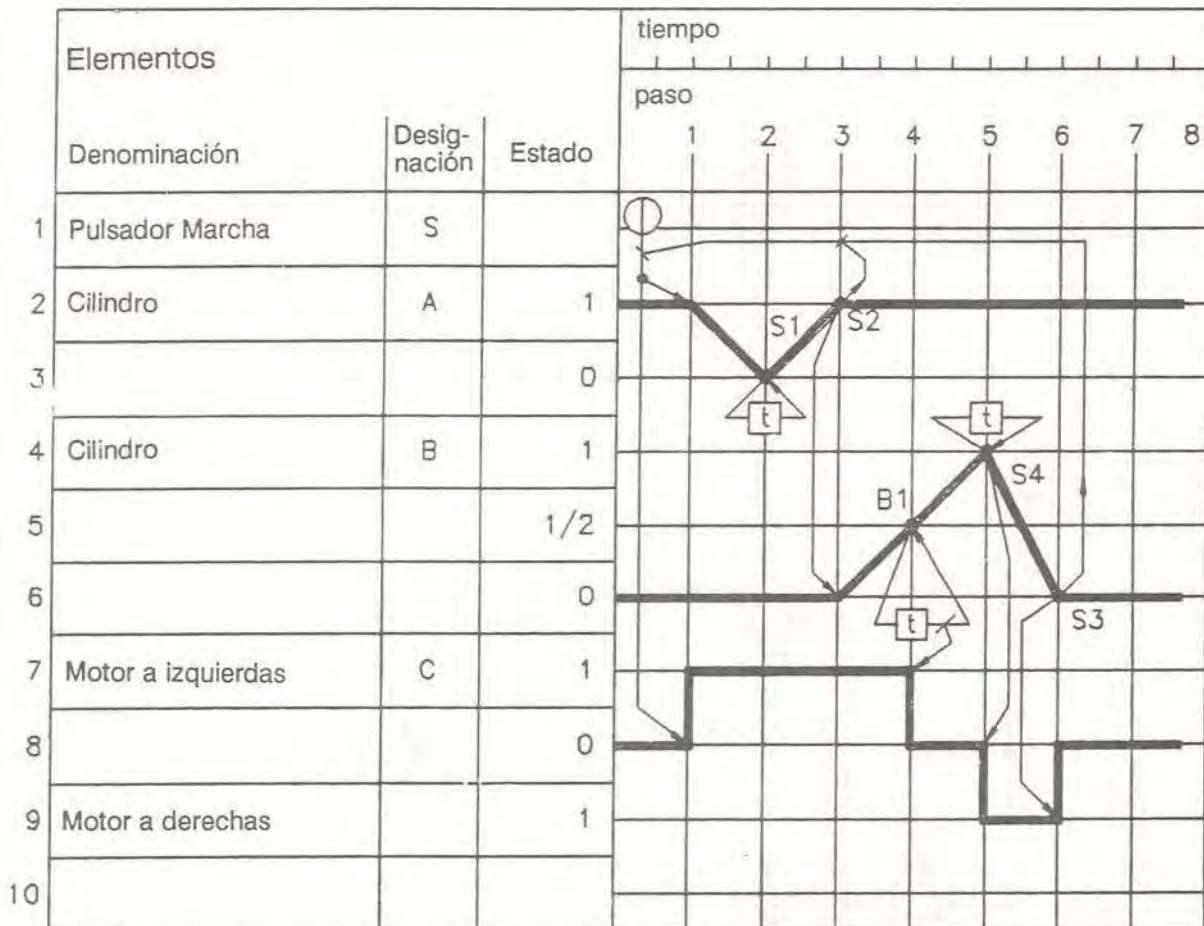 Elementos
tiempo
paso
Denominación Desig- Estado
nación
1 2 3 4 5 6 7 8
1 Pulsador Marcha S
2 Cilindro A 1
S1 S2
3 0
t t
4 Cilindro B 1
S4
B1
5 1/2
6 0
t S3
7 Motor a izquierdas C 1
8 0
9 Motor a derechas 1
10